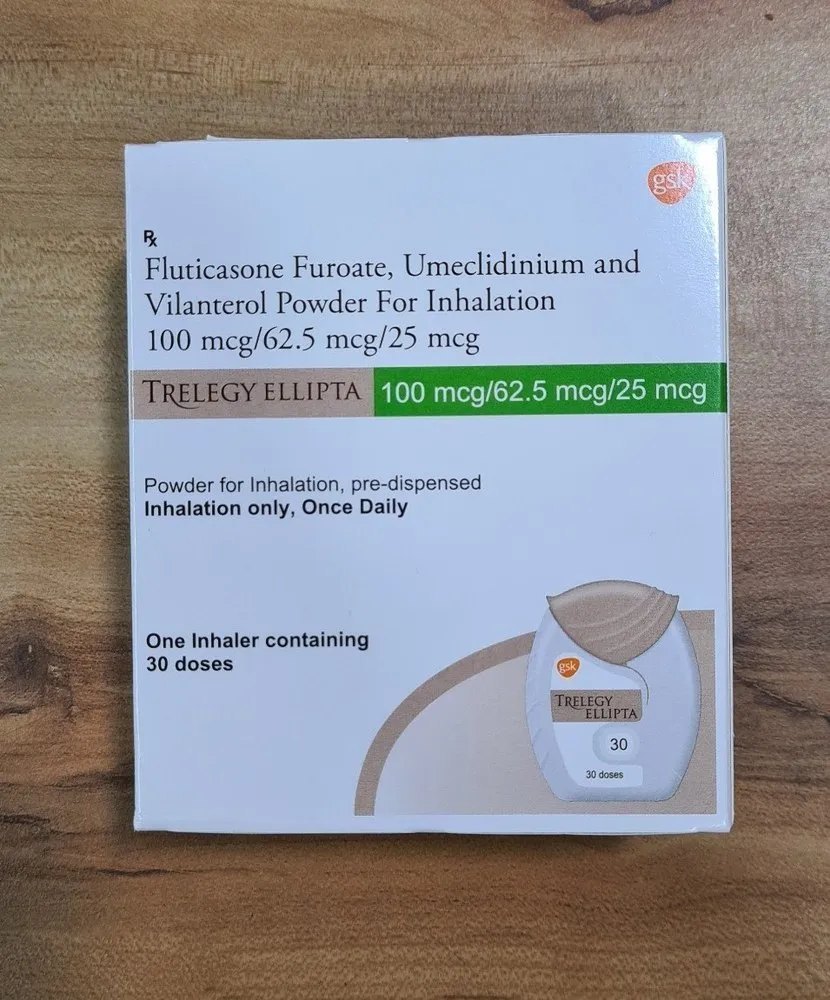 gsk
Rx
Fluticasone Furoate, Umeclidinium and
Vilanterol Powder For Inhalation
100 mcg/62.5 mcg/25 mcg
TRELEGY ELLIPTA 100 mcg/62.5 mcg/25 mcg
Powder for Inhalation, pre-dispensed
Inhalation only, Once Daily
One Inhaler containing
30 doses
gsk
TRELEGY
ELLIPTA
30
30 doses